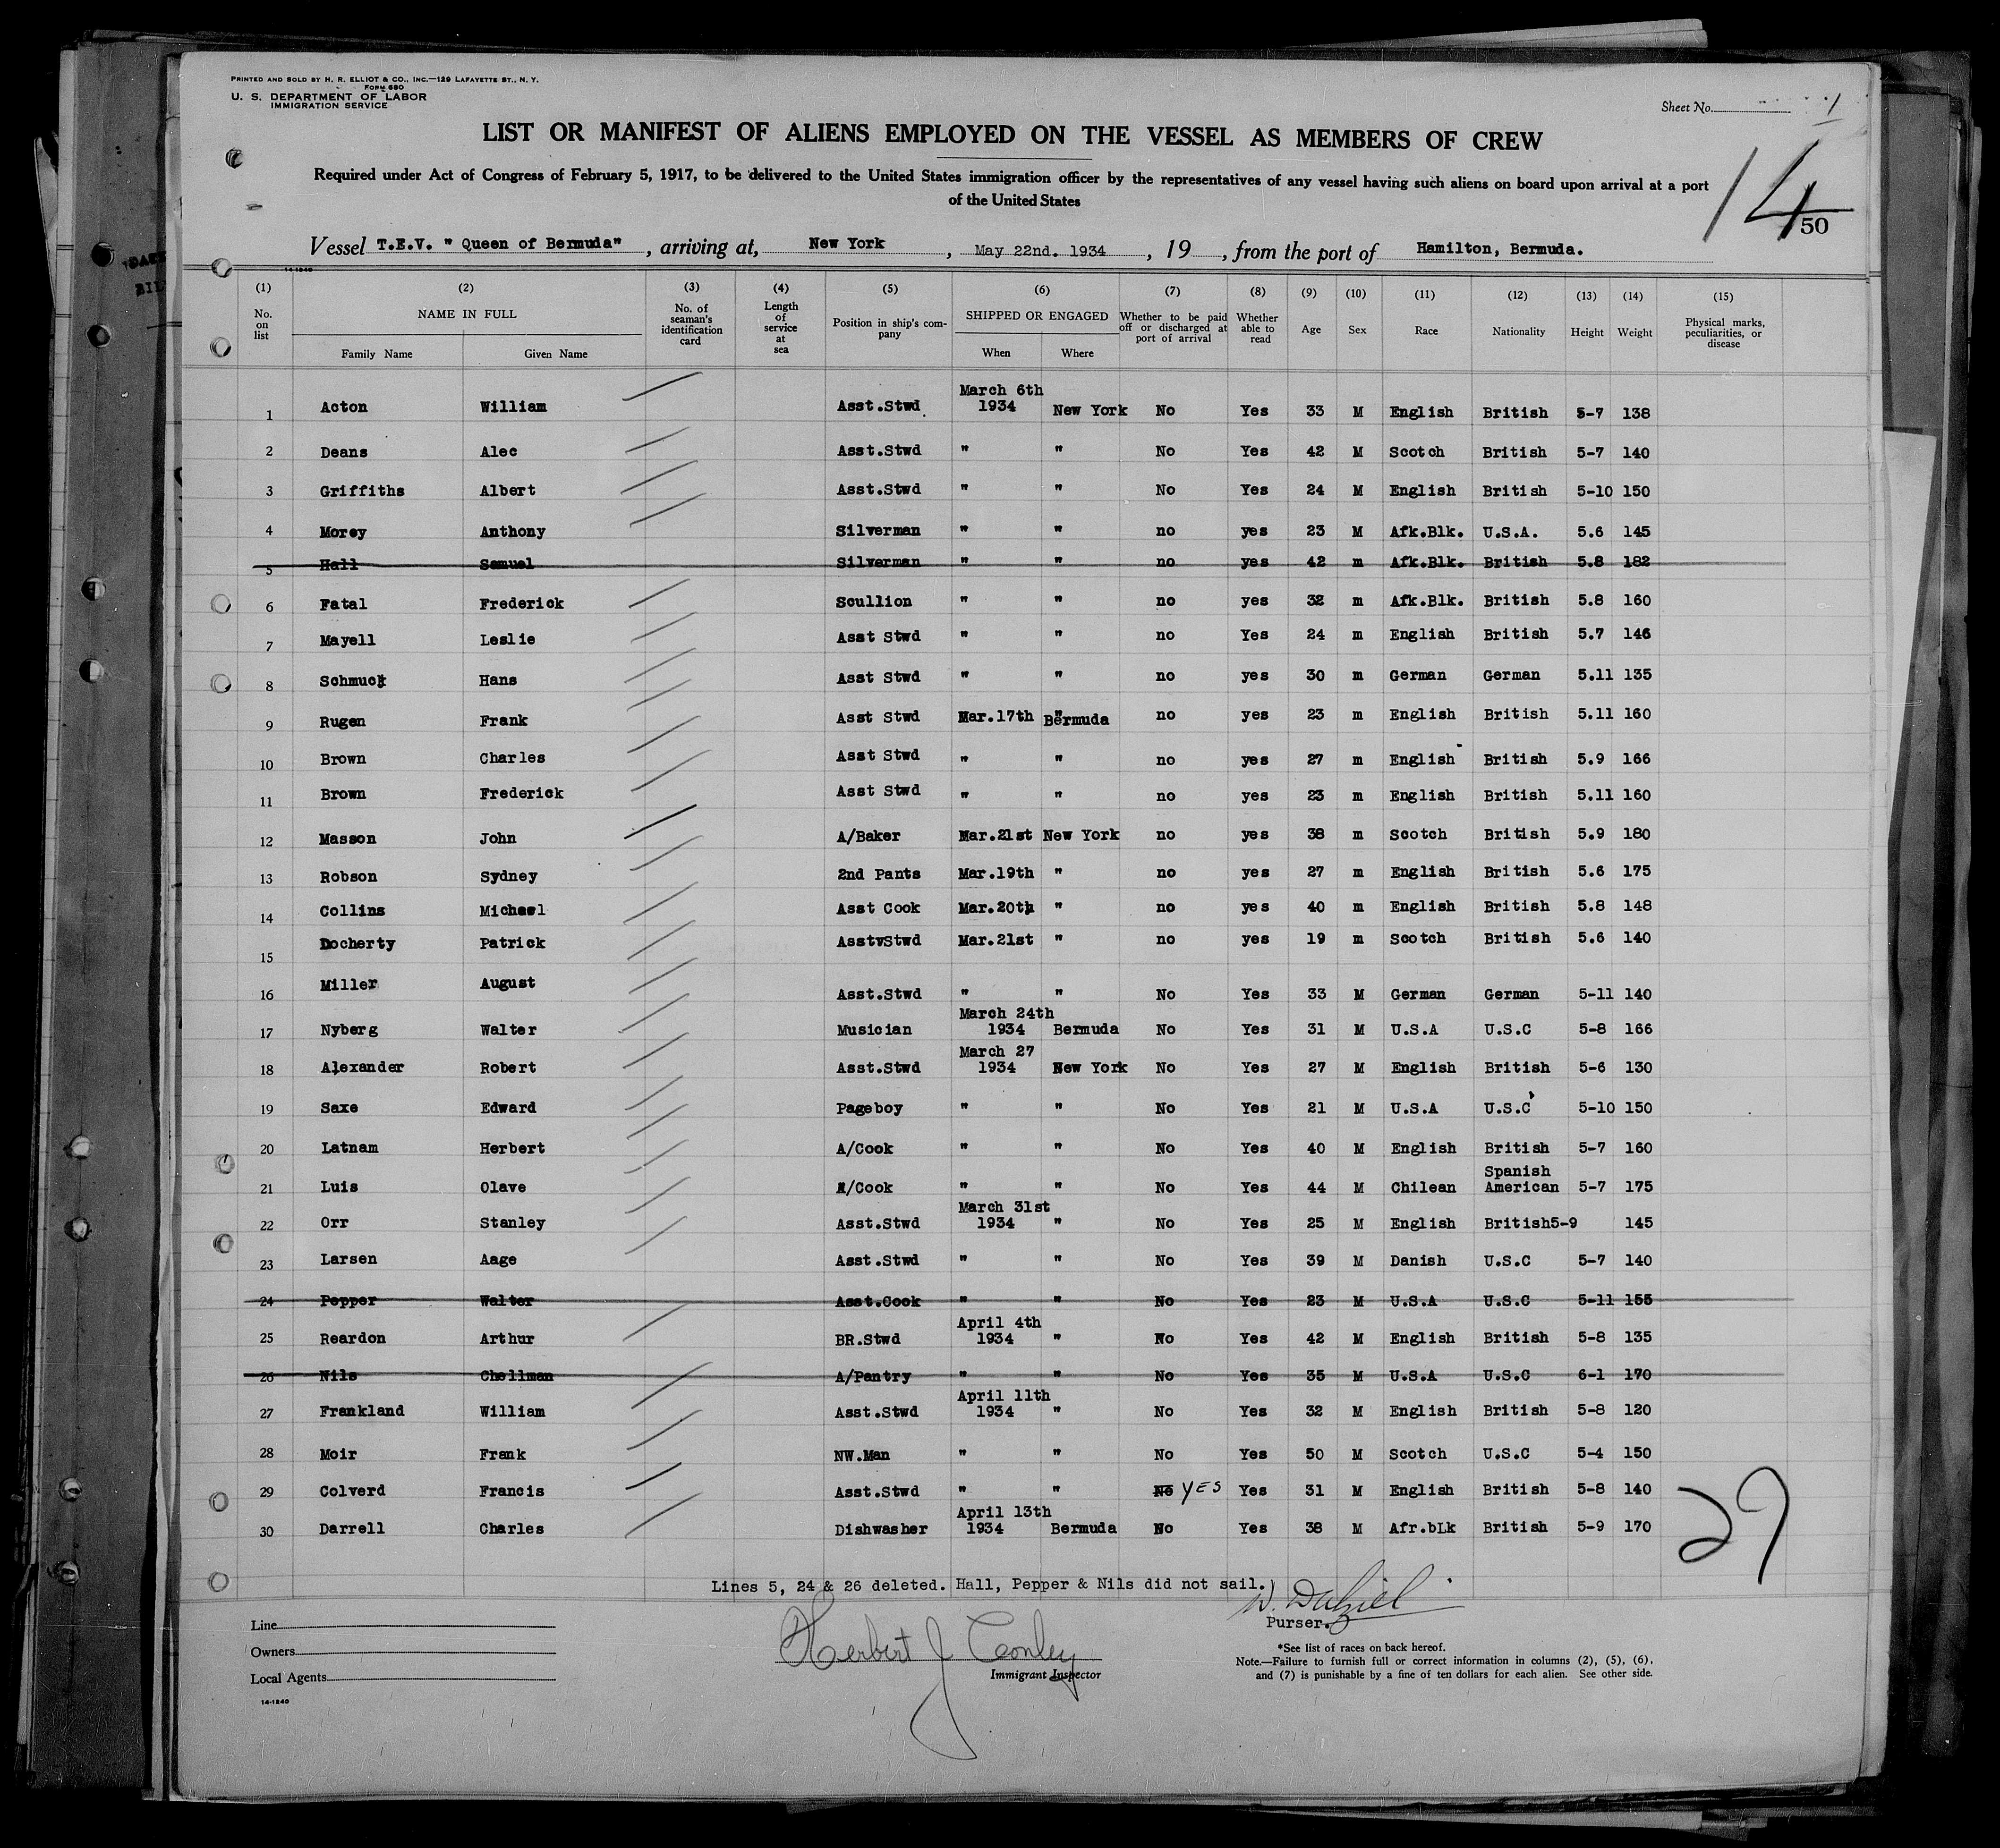 PRINTED AND SOLD BY H. R. ELLIOT & CO., INC.—129 LAFAYETTE ST., N. Y.
FORM 680
U. S. DEPARTMENT OF LABOR
IMMIGRATION SERVICE
Sheet No. 1
LIST OR MANIFEST OF ALIENS EMPLOYED ON THE VESSEL AS MEMBERS OF CREW
Required under Act of Congress of February 5, 1917, to be delivered to the United States immigration officer by the representatives of any vessel having such aliens on board upon arrival at a port
of the United States
14
50
Vessel T.E.V. " Queen of Bermuda" , arriving at, New York , May 22nd. 1934 , 19 , from the port of Hamilton, Bermuda.
14-1240
(1) (2) (3) (4) (5) (6) (7) (8) (9) (10) (11) (12) (13) (14) (15)
No. on list NAME IN FULL Family Name Given Name No. of seaman's identification card Length of service at sea Position in ship's company SHIPPED OR ENGAGED When Where Whether to be paid off or discharged at port of arrival Whether able to read Age Sex Race Nationality Height Weight Physical marks, peculiarities, or disease
1 Acton William Asst.Stwd. March 6th 1934 New York No Yes 33 M English British 5-7 138
2 Deans Alec Asst.Stwd " " No Yes 42 M Scotch British 5-7 140
3 Griffiths Albert Asst.Stwd " " No Yes 24 M English British 5-10 150
4 Morey Anthony Silverman " " no yes 23 M Afk.Blk. U.S.A. 5.6 145
5 Hall Samuel Silverman " " no yes 42 m Afk.Blk. British 5.8 182
6 Fatal Frederick Scullion " " no yes 32 m Afk.Blk. British 5.8 160
7 Mayell Leslie Asst Stwd " " no Yes 24 m English British 5.7 146
8 Schmuck Hans Asst Stwd " " no yes 30 m German German 5.11 135
9 Rugen Frank Asst Stwd Mar.17th Bermuda no yes 23 m English British 5.11 160
10 Brown Charles Asst Stwd " " no yes 27 m English British 5.9 166
11 Brown Frederick Asst Stwd " " no yes 23 m English British 5.11 160
12 Masson John A/Baker Mar.21st New York no yes 38 m Scotch British 5.9 180
13 Robson Sydney 2nd Pants Mar.19th " no yes 27 m English British 5.6 175
14 Collins Michael Asst Cook Mar.20th " no yes 40 m English British 5.8 148
15 Docherty Patrick AsstvStwd Mar.21st " no yes 19 m Scotch British 5.6 140
16 Miller August Asst.Stwd " " No Yes 33 M German German 5-11 140
17 Nyberg Walter Musician March 24th 1934 Bermuda No Yes 31 M U.S.A U.S.C 5-8 166
18 Alexander Robert Asst.Stwd March 27 1934 New York No Yes 27 M English British 5-6 130
19 Saxe Edward Pageboy " " No Yes 21 M U.S.A U.S.C 5-10 150
20 Latnam Herbert A/Cook " " No Yes 40 M English British 5-7 160
21 Luis Olave A/Cook " " No Yes 44 M Chilean Spanish American 5-7 175
22 Orr Stanley Asst.Stwd March 31st 1934 " No Yes 25 M English British 5-9 145
23 Larsen Aage Asst.Stwd " " No Yes 39 M Danish U.S.C 5-7 140
24 Pepper Walter Asst.Cook " " No Yes 23 M U.S.A U.S.C 5-11 155
25 Reardon Arthur BR.Stwd April 4th 1934 " No Yes 42 M English British 5-8 135
26 Nils Chellman A/Pantry " " No Yes 35 M U.S.A U.S.C 6-1 170
27 Frankland William Asst.Stwd April 11th 1934 " No Yes 32 M English British 5-8 120
28 Moir Frank NW.Man " " No Yes 50 M Scotch U.S.C 5-4 150
29 Colverd Francis Asst.Stwd " " No YES Yes 31 M English British 5-8 140
30 Darrell Charles Dishwasher April 13th 1934 Bermuda No Yes 38 M Afr.bLk British 5-9 170
27
Lines 5, 24 & 26 deleted. Hall, Pepper & Nils did not sail.)
W. Dalziel
Purser.
Line
Owners
Local Agents
14-1240
Herbert J Conley
Immigrant Inspector
*See list of races on back hereof.
Note.—Failure to furnish full or correct information in columns (2), (5), (6),
and (7) is punishable by a fine of ten dollars for each alien. See other side.